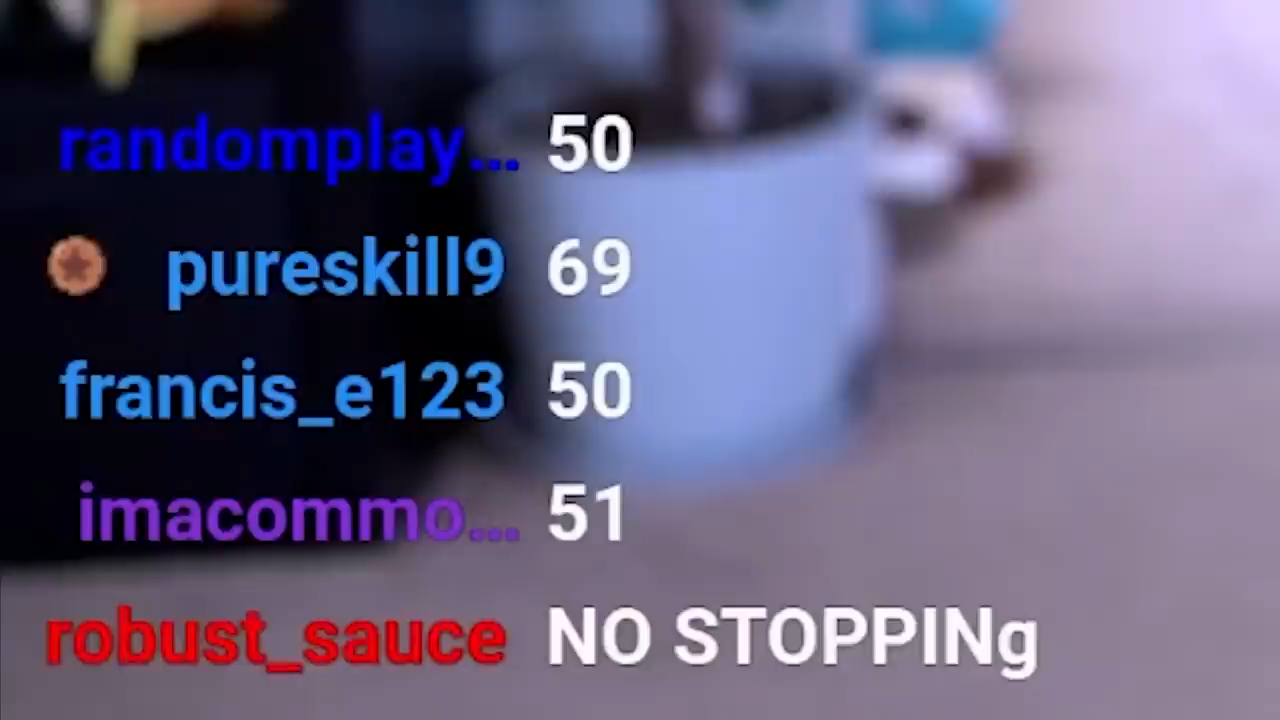 randomplay... 50
pureskill9 69
francis_e123 50
imacommo... 51
robust_sauce NO STOPPINg